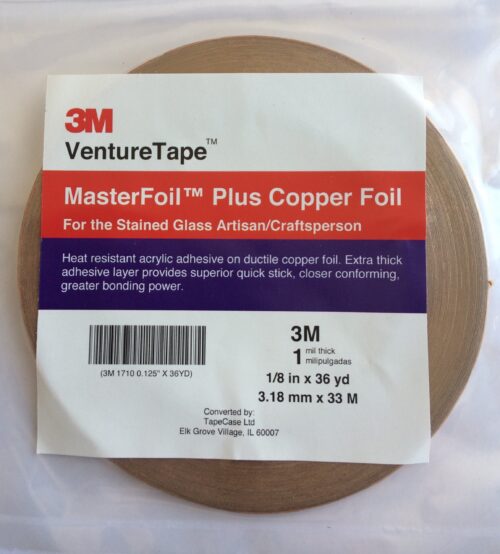 3M
VentureTape™
MasterFoil™ Plus Copper Foil
For the Stained Glass Artisan/Craftsperson
Heat resistant acrylic adhesive on ductile copper foil. Extra thick
adhesive layer provides superior quick stick, closer conforming,
greater bonding power.
(3M 1710 0.125" X 36YD)
3M
1 mil thick
milipulgadas
1/8 in x 36 yd
3.18 mm x 33 M
Converted by:
TapeCase Ltd
Elk Grove Village, IL 60007